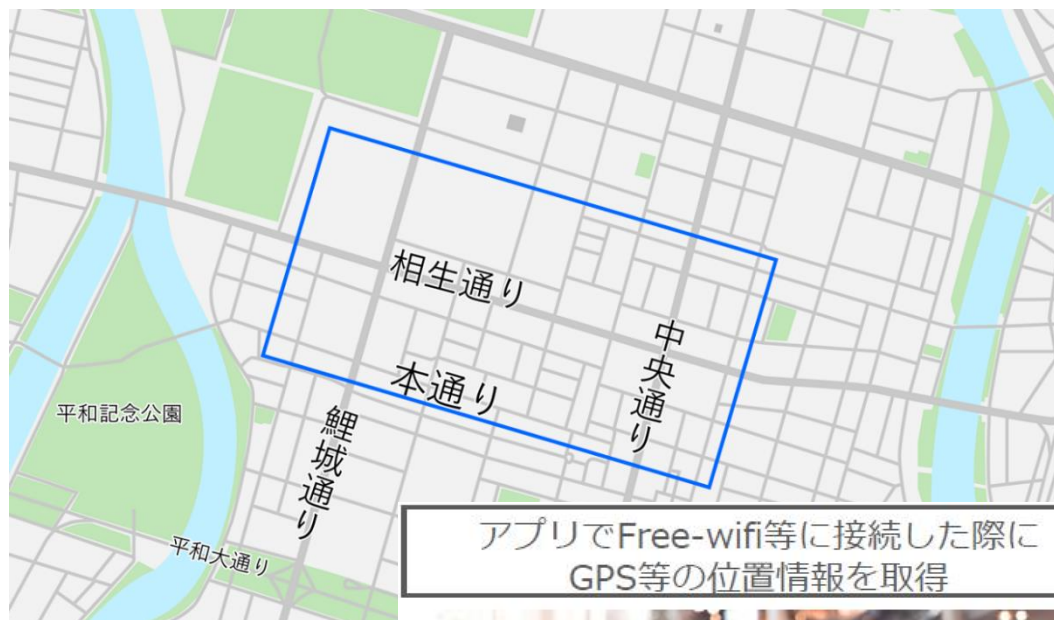 相生通り
中央通り
本通り
平和記念公園
鯉城通り
平和大通り
アプリでFree-wifi等に接続した際に
GPS等の位置情報を取得